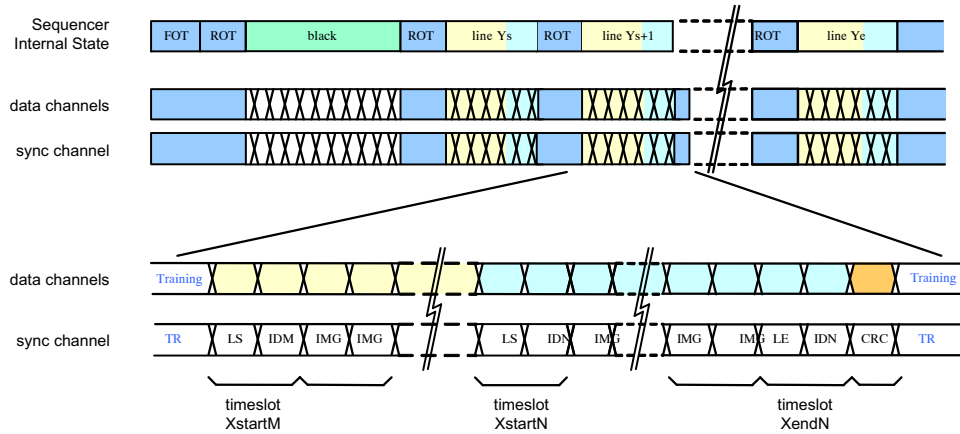 Sequencer
Internal State
FOT ROT black ROT line Ys ROT line Ys+1 ROT line Ye
data channels
sync channel
data channels
Training Training
sync channel
TR LS IDM IMG IMG LS IDN IMG IMG IMG LE IDN CRC TR
timeslot
XstartM
timeslot
XstartN
timeslot
XendN